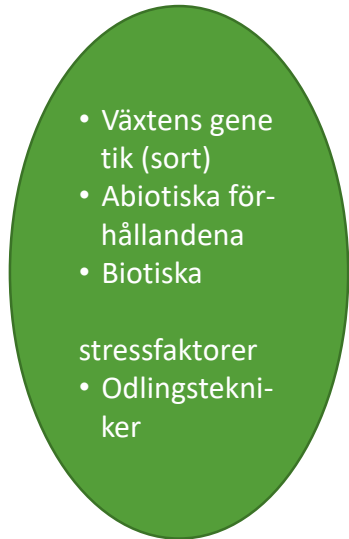 • Växtens gene
tik (sort)
• Abiotiska för-
hållandena
• Biotiska
stressfaktorer
• Odlingstekni-
ker